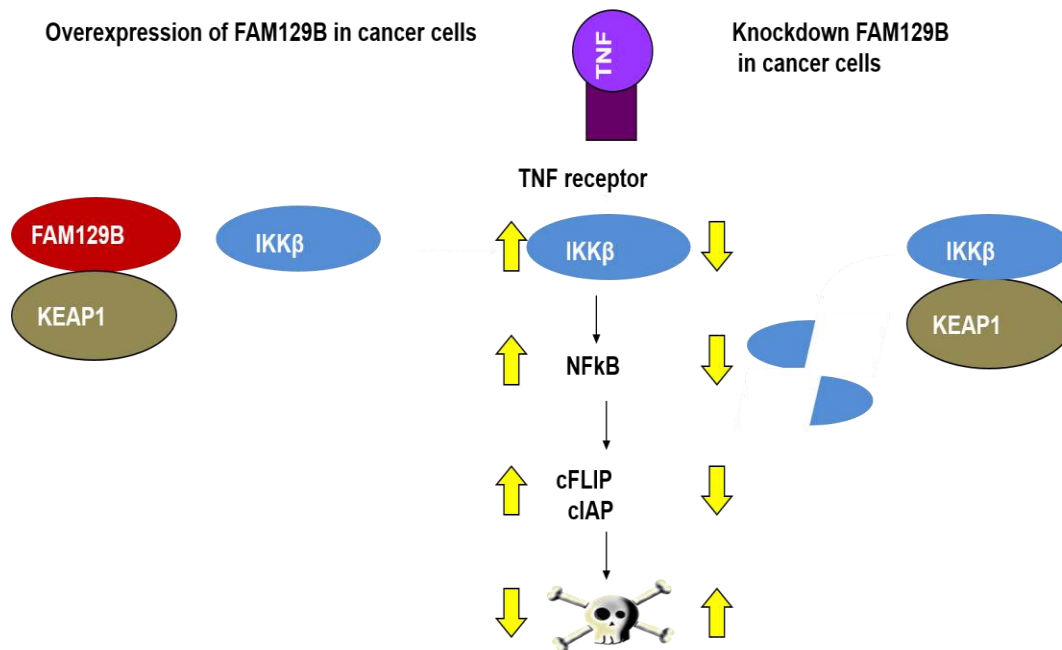 Overexpression of FAM129B in cancer cells
TNF
Knockdown FAM129B
in cancer cells
TNF receptor
FAM129B
IKKβ
IKKβ
IKKβ
KEAP1
KEAP1
NFkB
cFLIP
cIAP